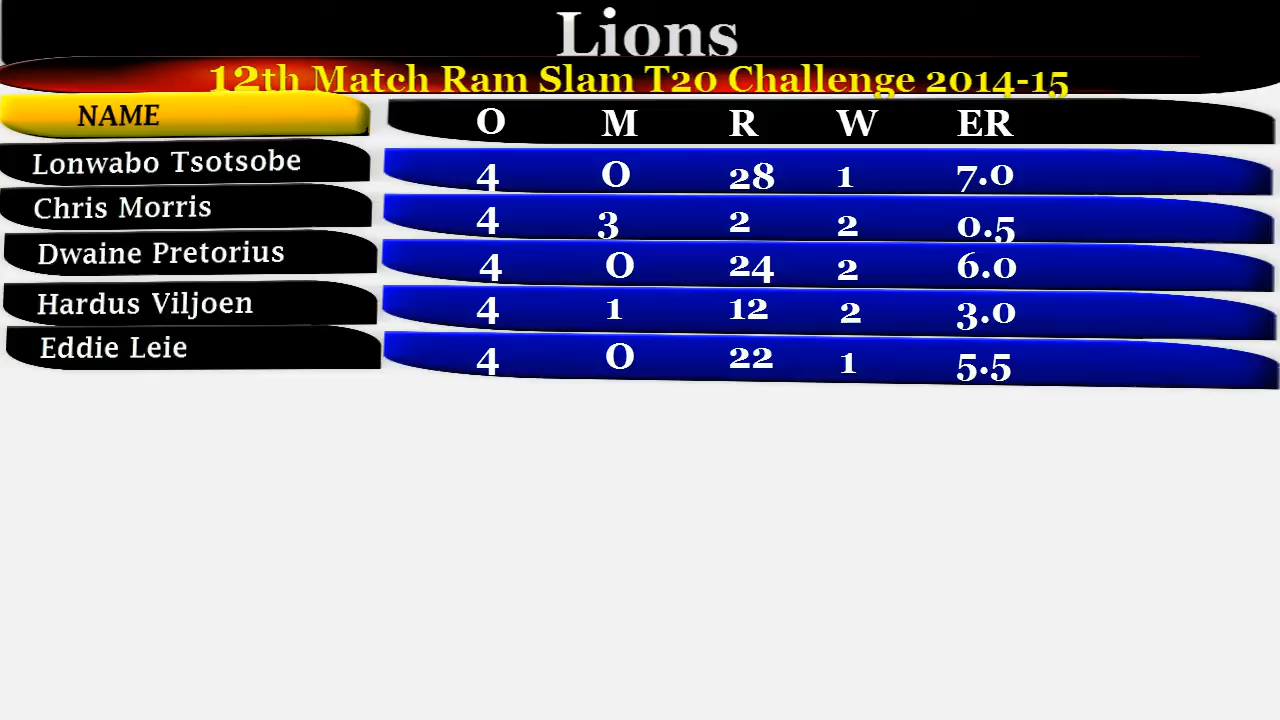 Lions
12th Match Ram Slam T20 Challenge 2014-15
NAME O M R W ER
Lonwabo Tsotsobe 4 0 28 1 7.0
Chris Morris 4 3 2 2 0.5
Dwaine Pretorius 4 0 24 2 6.0
Hardus Viljoen 4 1 12 2 3.0
Eddie Leie 4 0 22 1 5.5